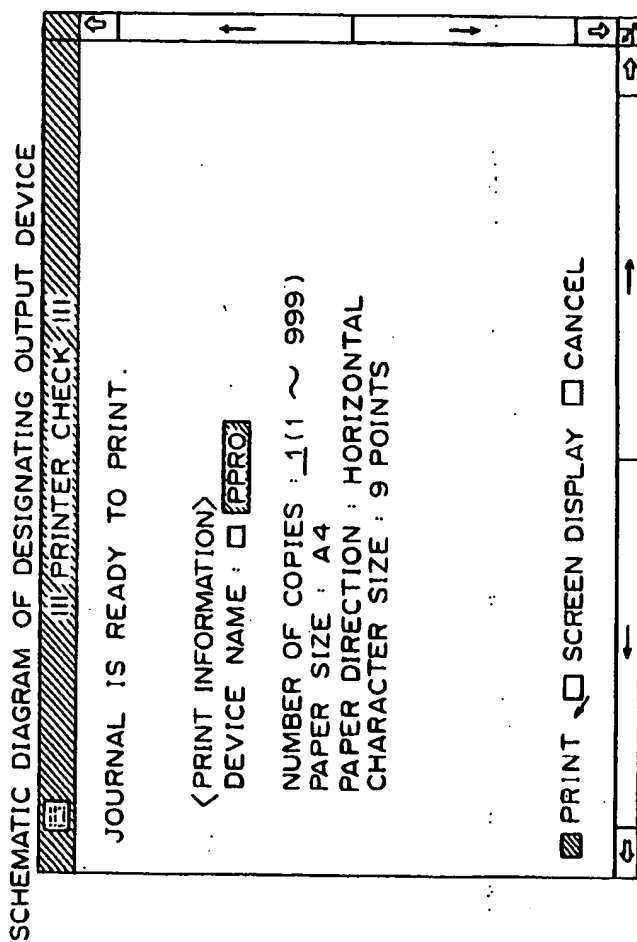 SCHEMATIC DIAGRAM OF DESIGNATING OUTPUT DEVICE
PRINTER CHECK
JOURNAL IS READY TO PRINT.
<PRINT INFORMATION>
DEVICE NAME : □ PPRO
NUMBER OF COPIES : 1 (1 ~ 999)
PAPER SIZE : A4
PAPER DIRECTION : HORIZONTAL
CHARACTER SIZE : 9 POINTS
PRINT □ SCREEN DISPLAY □ CANCEL